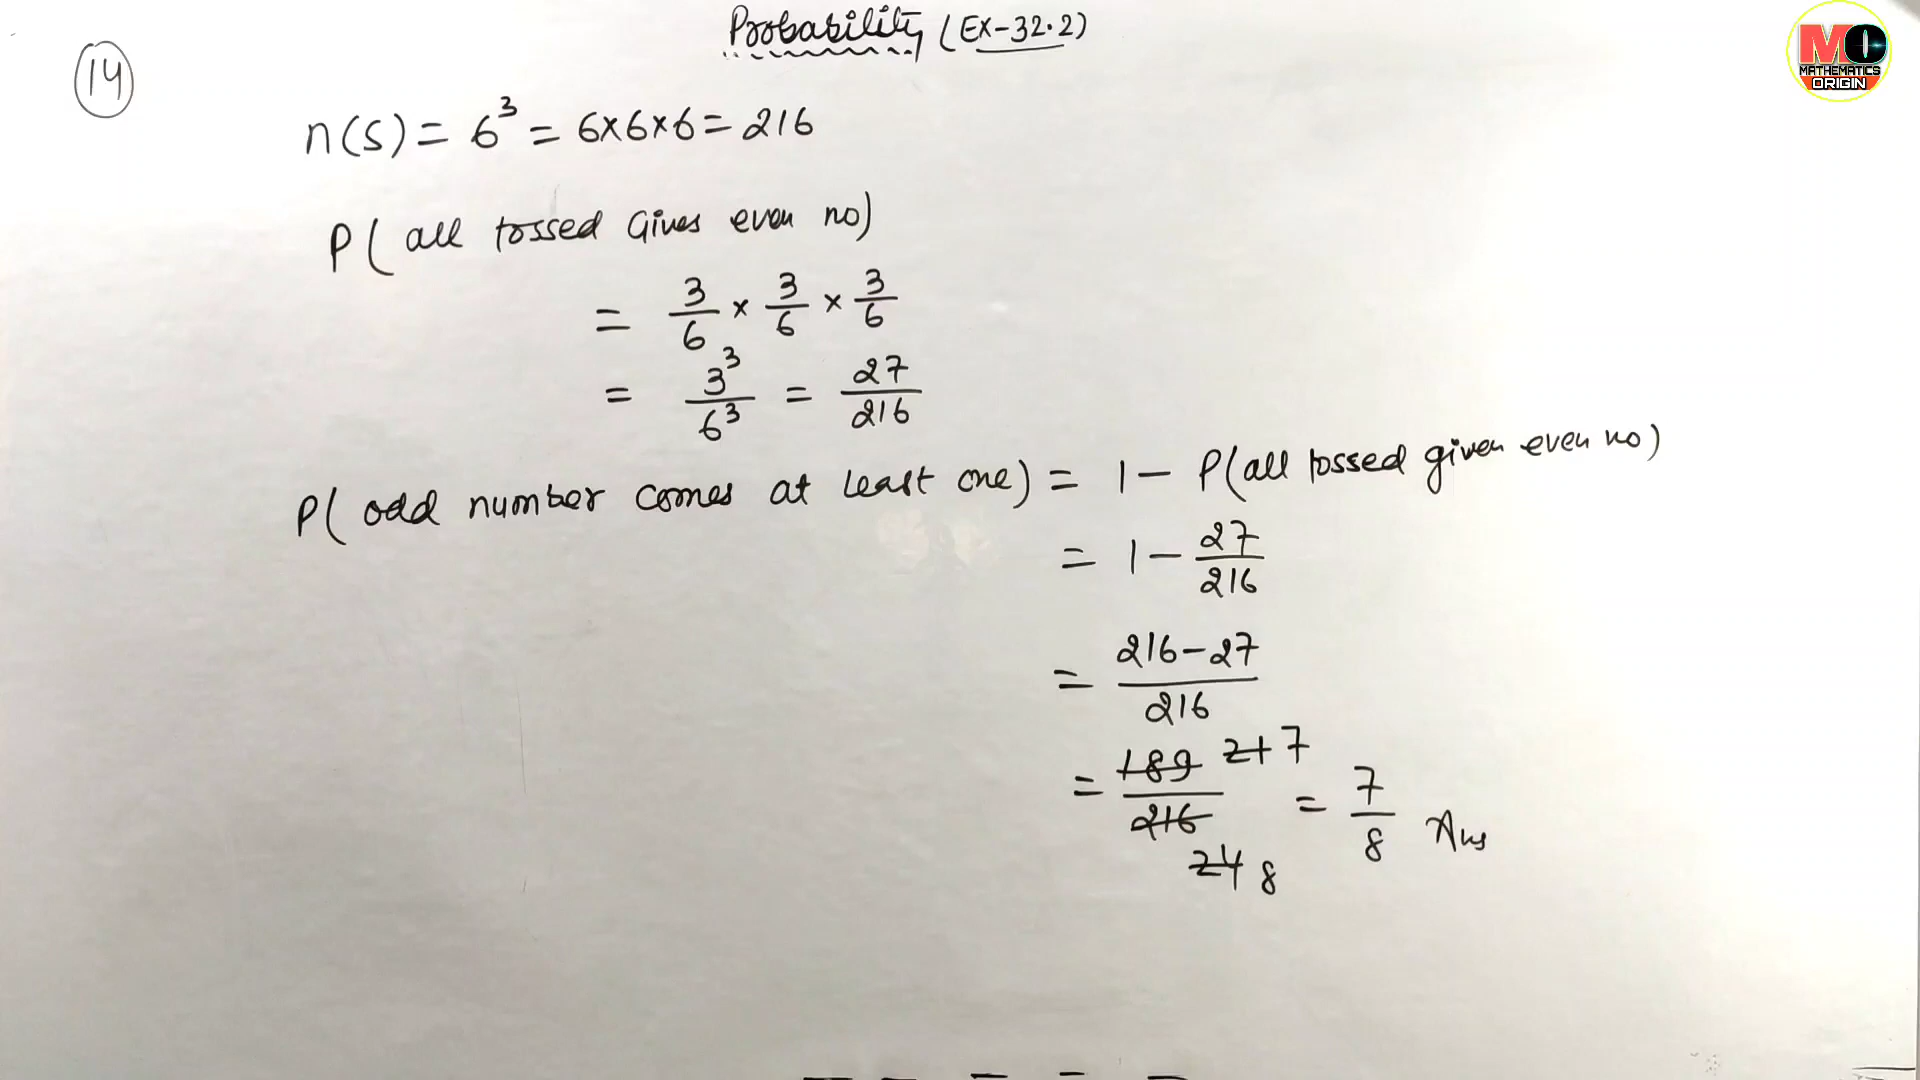 Probability (EX-32.2)
MO
MATHEMATICS
ORIGIN
14
n(S) = 6³ = 6×6×6 = 216
P( all tossed Gives even no)
= 3/6 × 3/6 × 3/6
= 3³/6³ = 27/216
P( odd number comes at least one) = 1 - P(all tossed given even no)
= 1 - 27/216
= 216-27/216
= 189/216 21 7 = 7/8 Ans
24 8